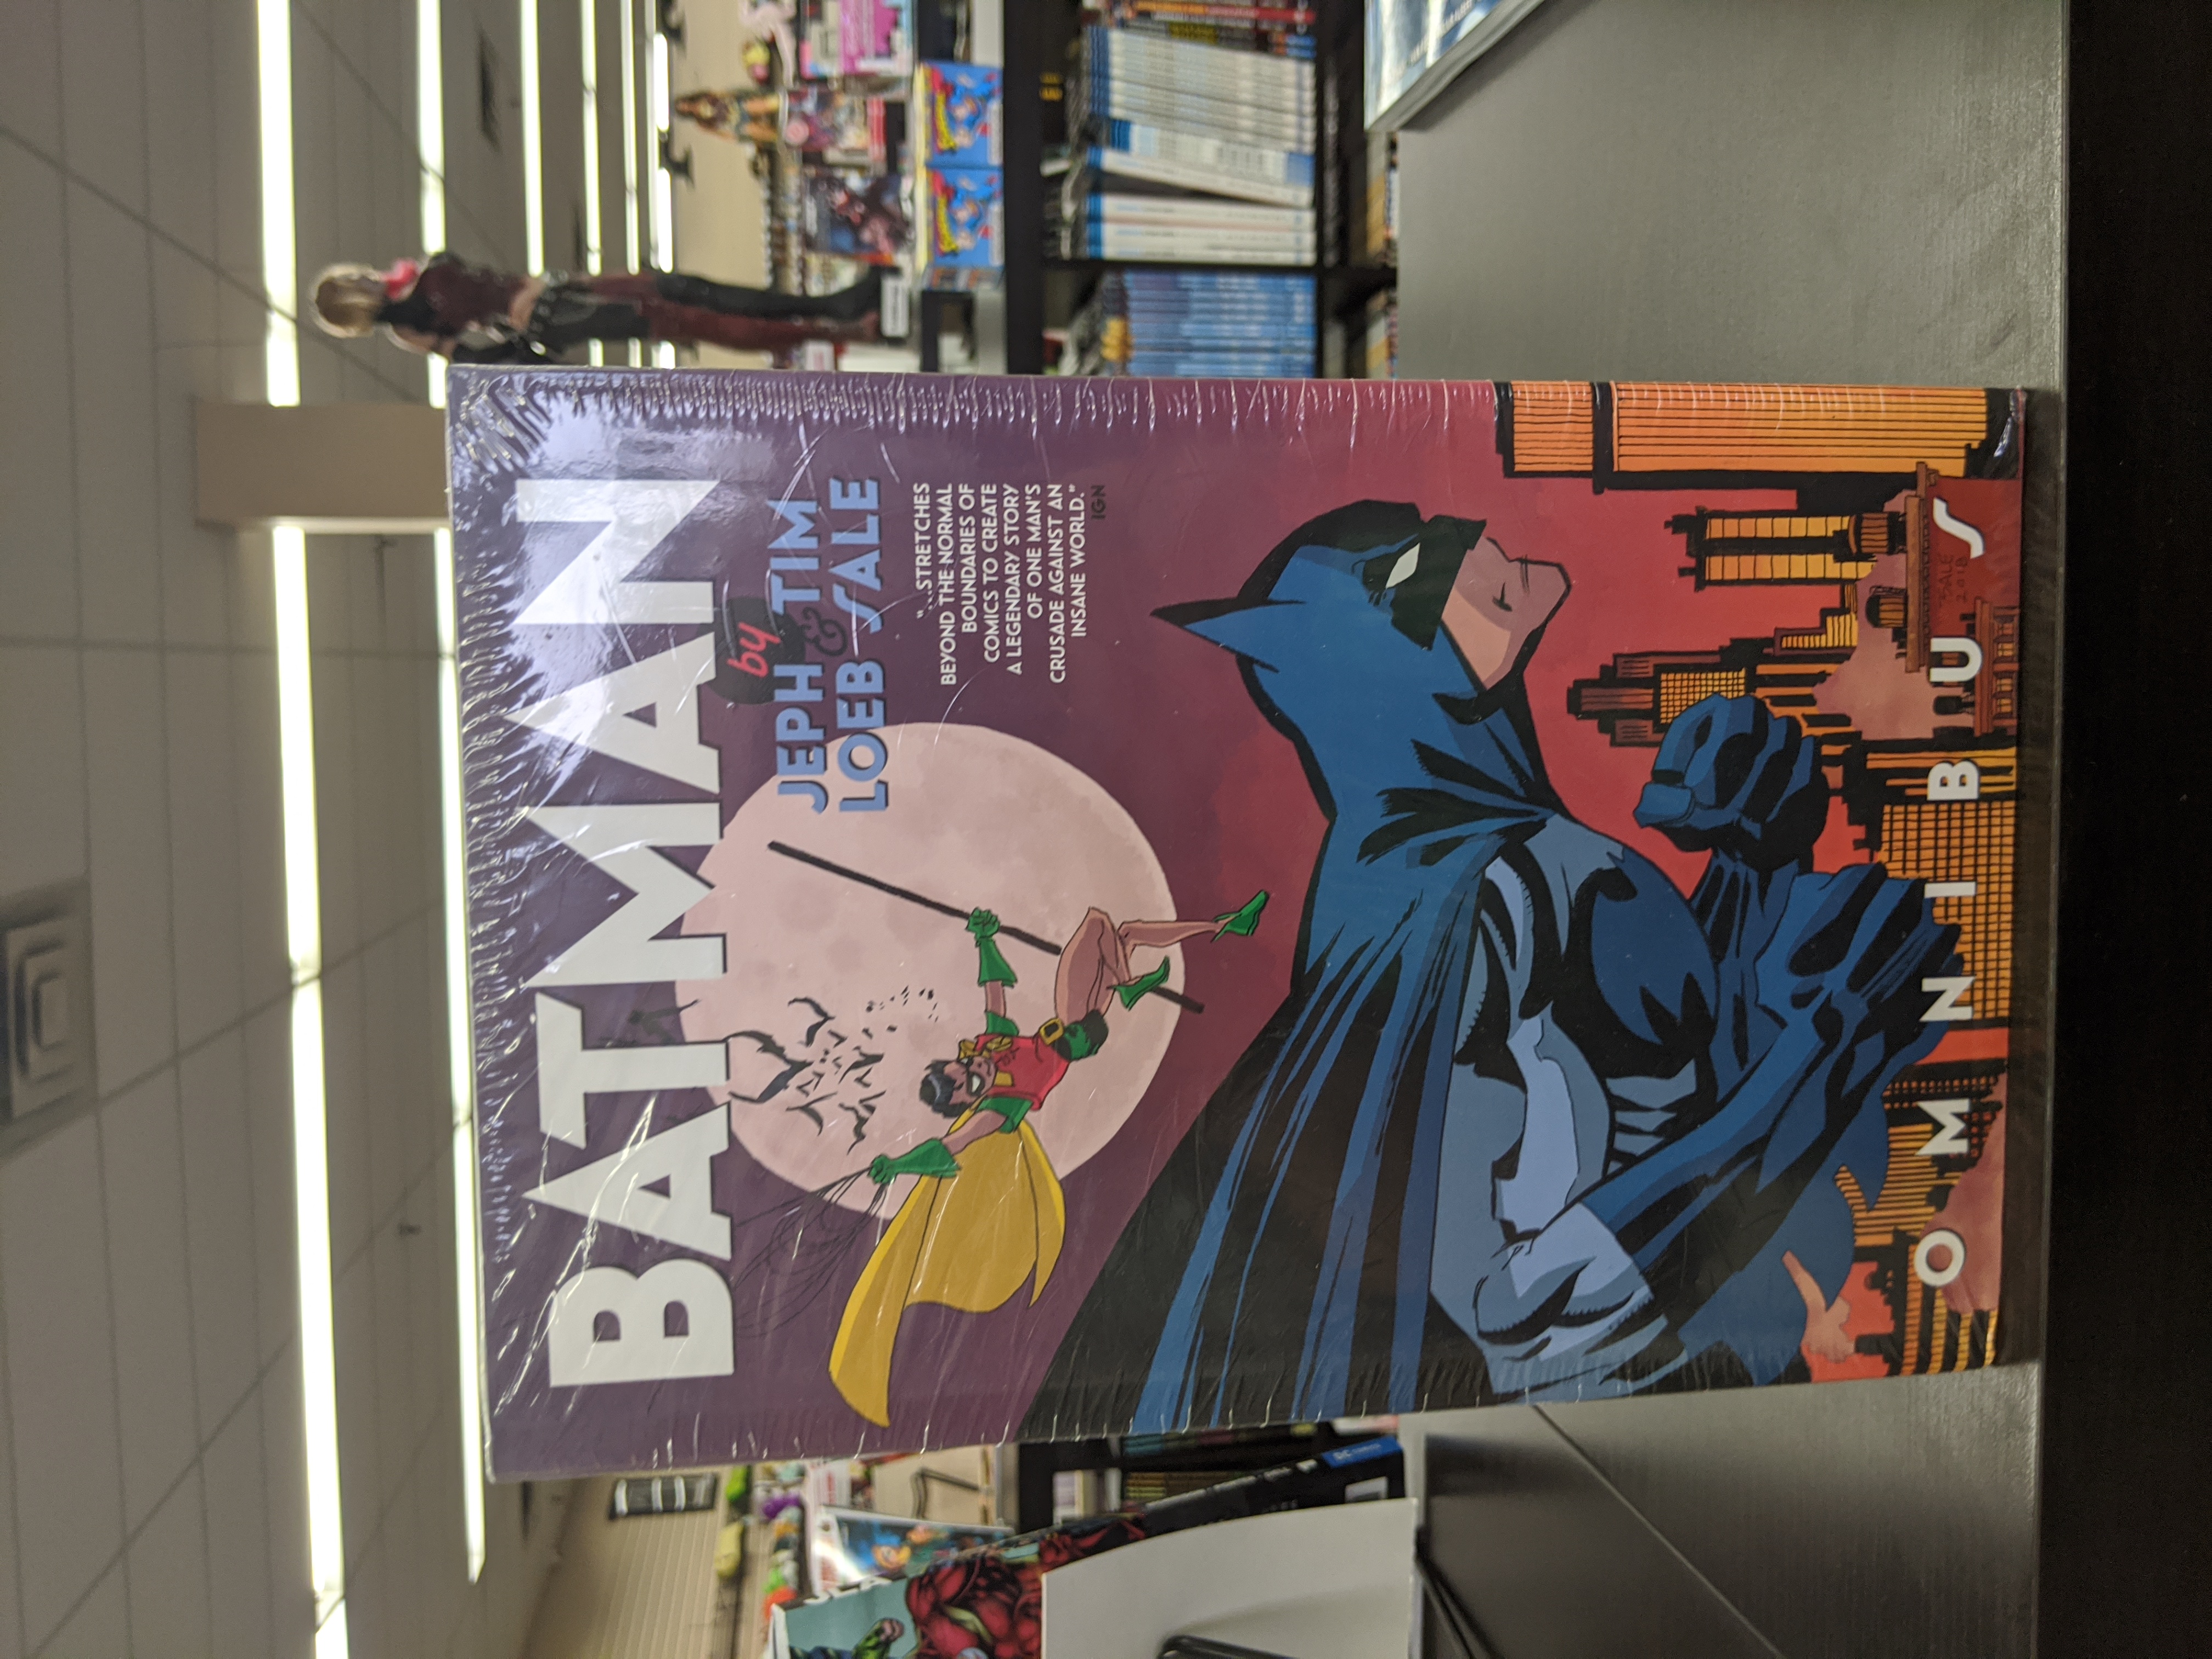 BATMAN
by
JEPH & TIM
LOEB SALE
"...STRETCHES
BEYOND THE NORMAL
BOUNDARIES OF
COMICS TO CREATE
A LEGENDARY STORY
OF ONE MAN'S
CRUSADE AGAINST AN
INSANE WORLD."
IGN
OMNIBUS
SALE
2018